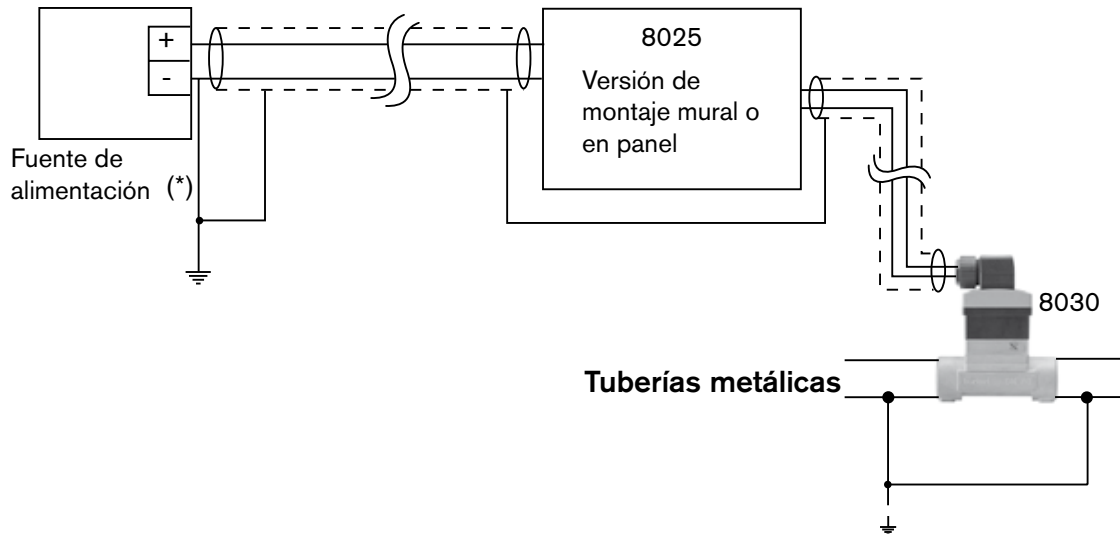 +
-
8025
Versión de
montaje mural o
en panel
Fuente de
alimentación (*)
8030
Tuberías metálicas